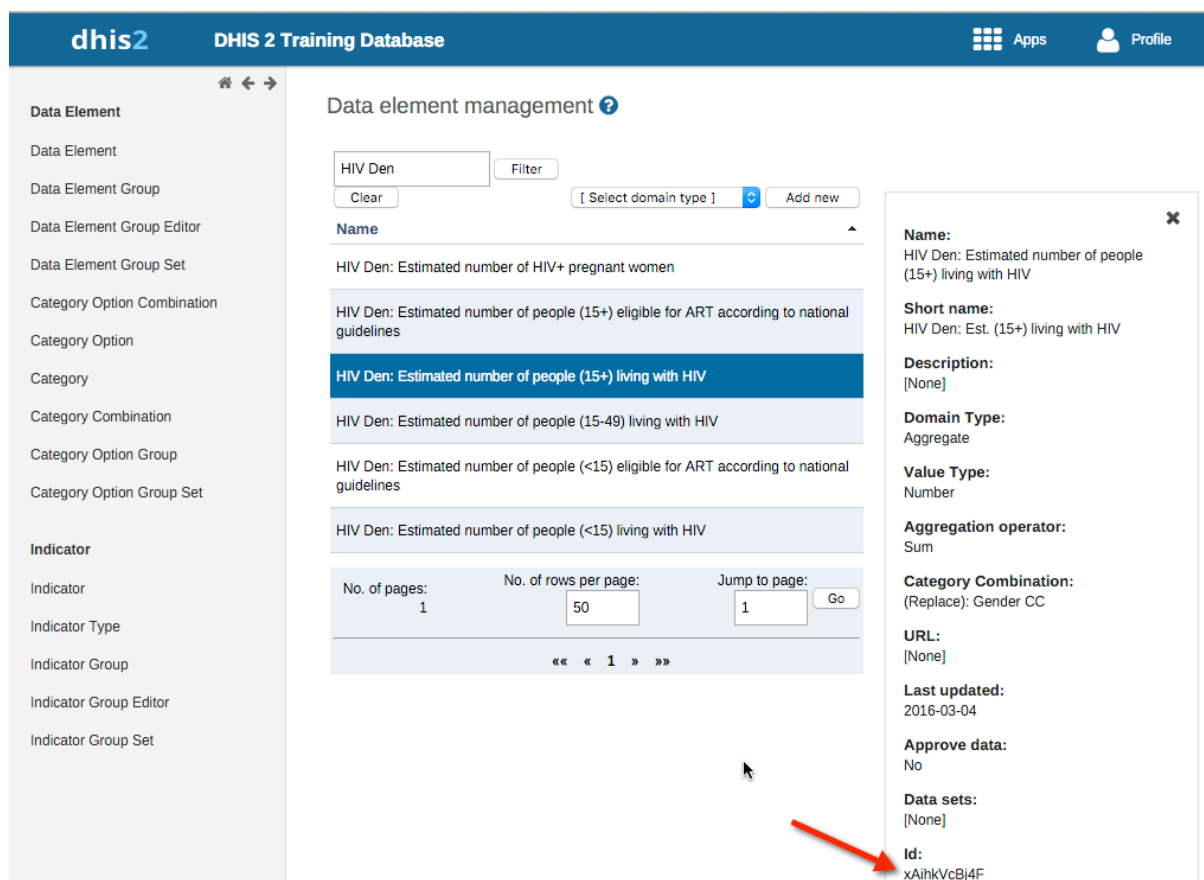 dhis2
DHIS 2 Training Database
Apps
Profile
Data Element
Data Element
Data Element Group
Data Element Group Editor
Data Element Group Set
Category Option Combination
Category Option
Category
Category Combination
Category Option Group
Category Option Group Set
Indicator
Indicator
Indicator Type
Indicator Group
Indicator Group Editor
Indicator Group Set
Data element management ?
HIV Den
Filter
Clear
[ Select domain type ]
Add new
Name
HIV Den: Estimated number of HIV+ pregnant women
HIV Den: Estimated number of people (15+) eligible for ART according to national
guidelines
HIV Den: Estimated number of people (15+) living with HIV
HIV Den: Estimated number of people (15-49) living with HIV
HIV Den: Estimated number of people (<15) eligible for ART according to national
guidelines
HIV Den: Estimated number of people (<15) living with HIV
No. of pages:
1
No. of rows per page:
50
Jump to page:
1
Go
«« « 1 » »»
Name:
HIV Den: Estimated number of people
(15+) living with HIV
Short name:
HIV Den: Est. (15+) living with HIV
Description:
[None]
Domain Type:
Aggregate
Value Type:
Number
Aggregation operator:
Sum
Category Combination:
(Replace): Gender CC
URL:
[None]
Last updated:
2016-03-04
Approve data:
No
Data sets:
[None]
Id:
xAihkVcBj4F